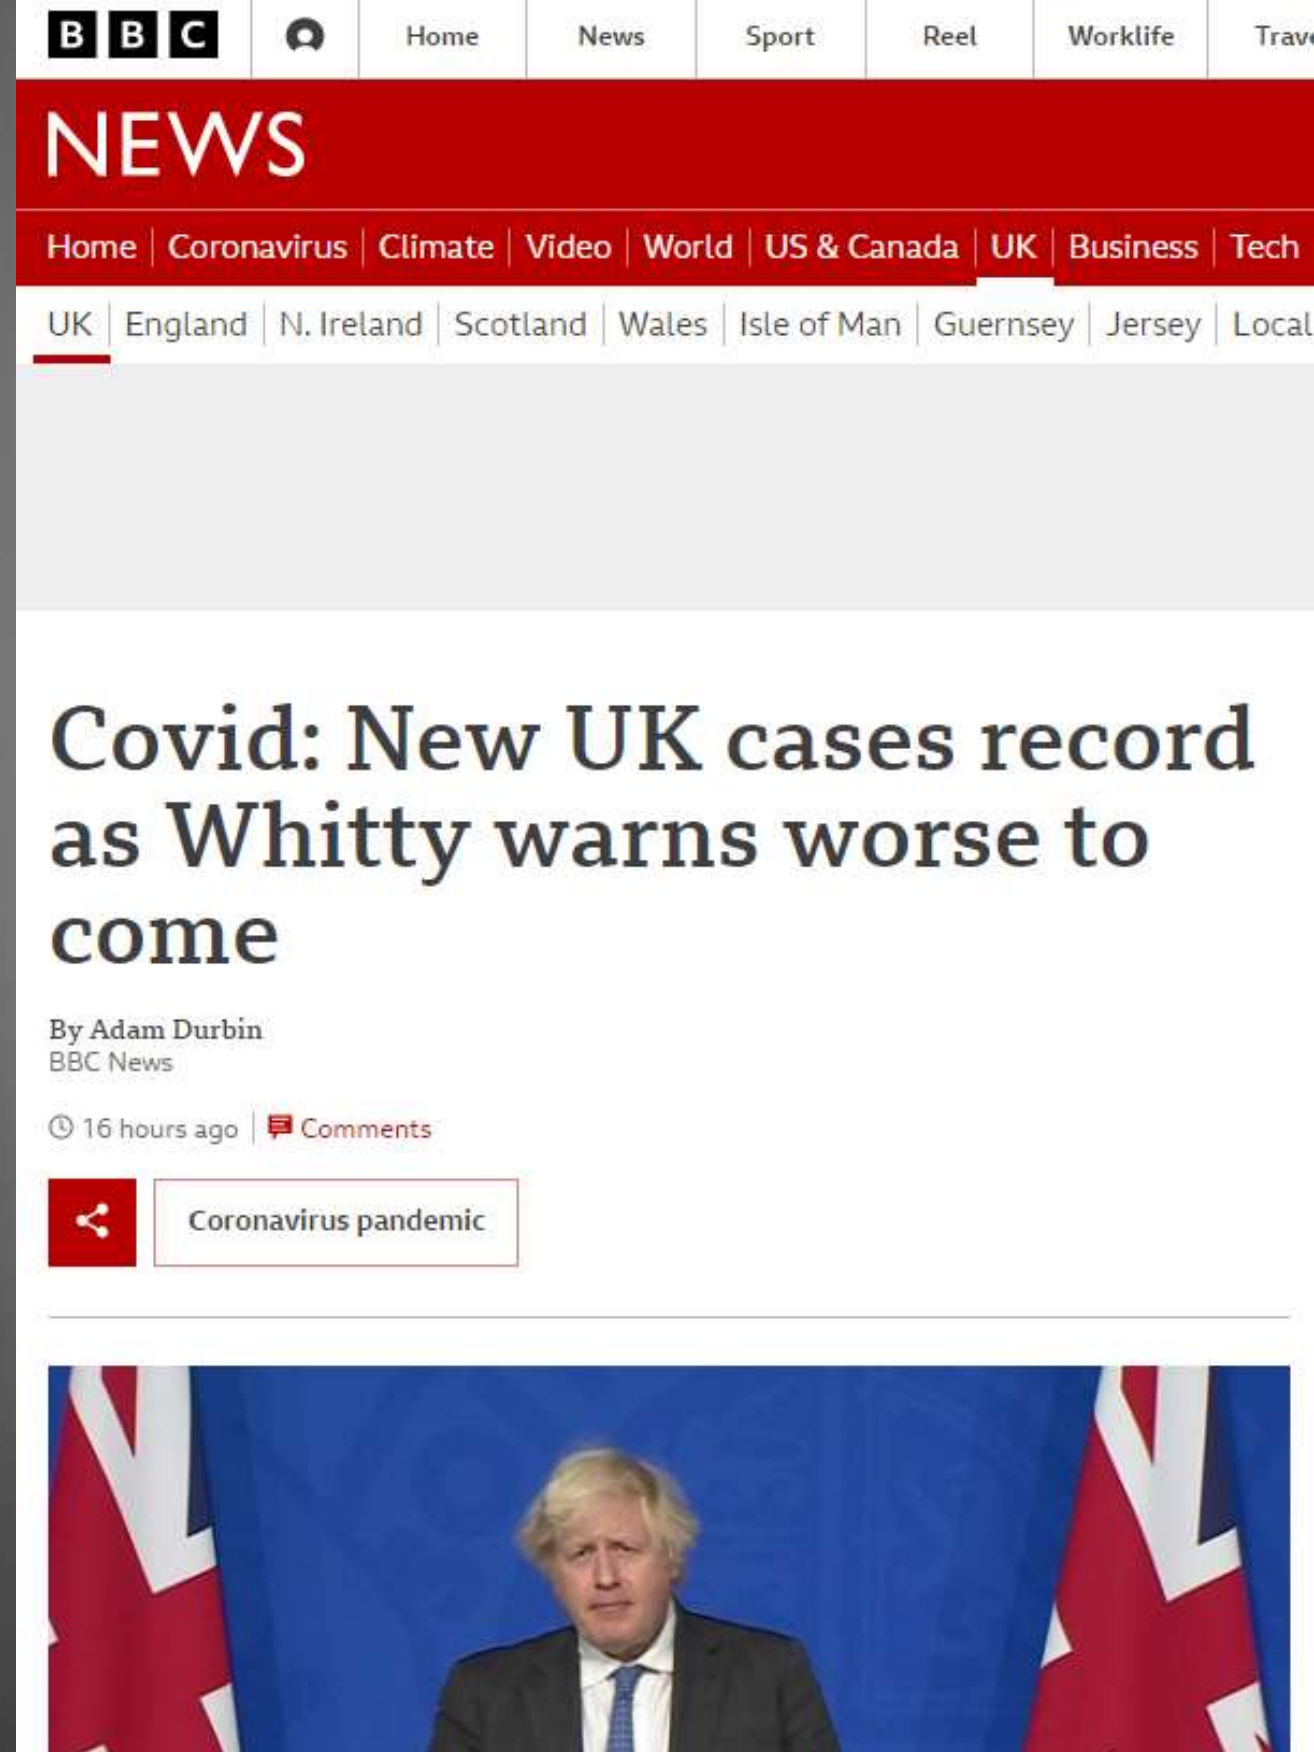 BBC Home News Sport Reel Worklife
NEWS
Home Coronavirus Climate Video World US & Canada UK Business Tech
UK England N. Ireland Scotland Wales Isle of Man Guernsey Jersey Local
Covid: New UK cases record
as Whitty warns worse to
come
By Adam Durbin
BBC News
16 hours ago Comments
Coronavirus pandemic